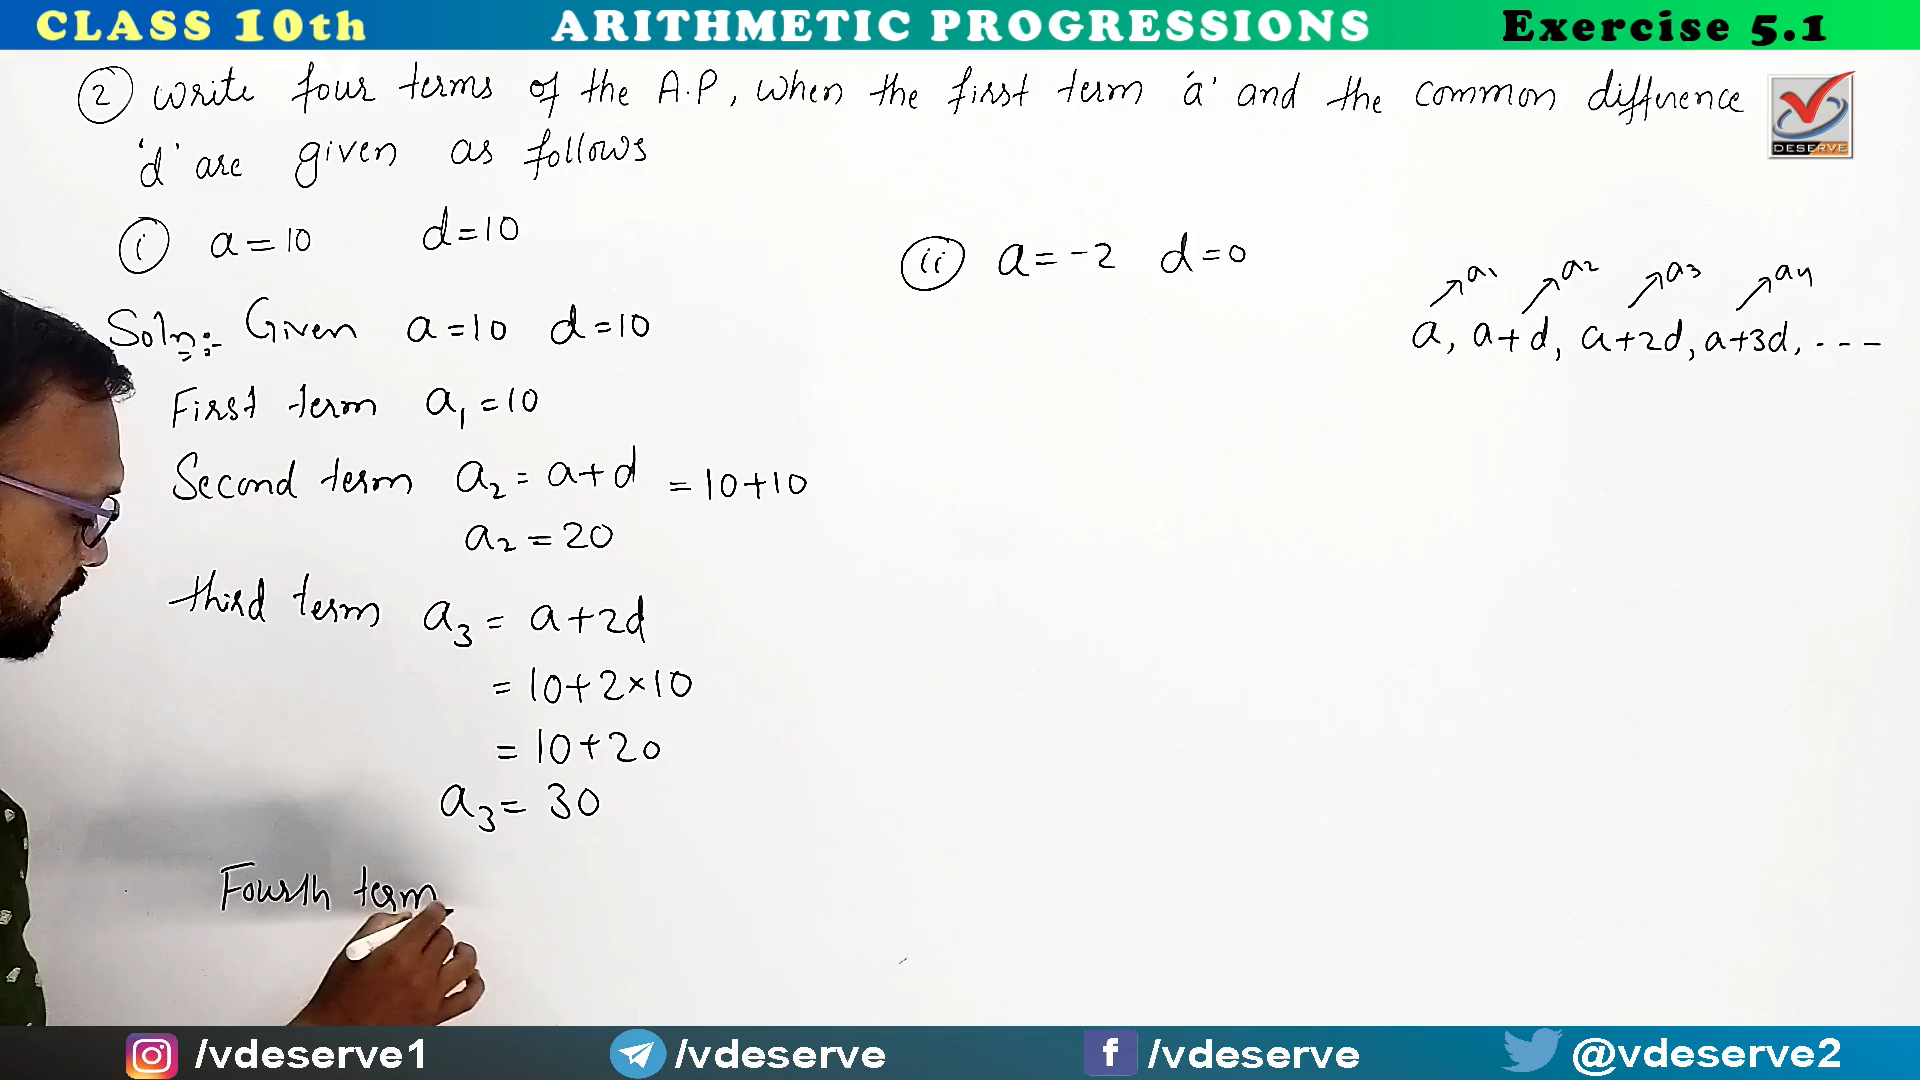 CLASS 10th ARITHMETIC PROGRESSIONS Exercise 5.1
② Write four terms of the A.P, when the first term 'a' and the common difference
'd' are given as follows
DESERVE
ⓘ a=10 d=10
ⓘⓘ a=-2 d=0
a1 a2 a3 a4
a, a+d, a+2d, a+3d, ----
Soln:- Given a=10 d=10
First term a₁=10
Second term a₂= a+d = 10+10
a₂ = 20
third term a₃ = a+2d
= 10+2×10
= 10+20
a₃= 30
Fourth term
/vdeserve1 /vdeserve /vdeserve @vdeserve2